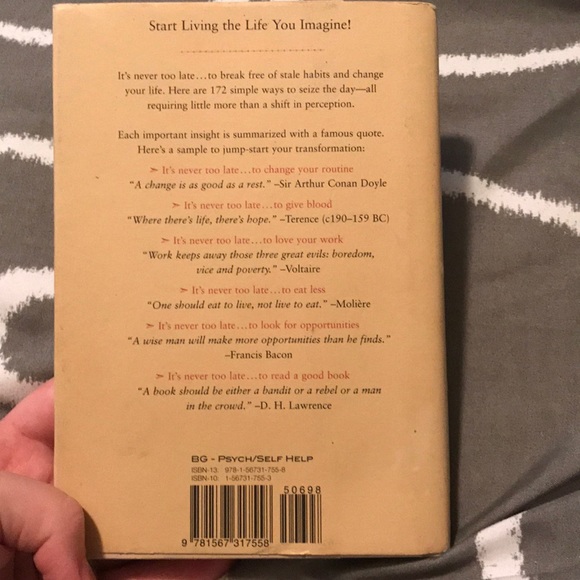 Start Living the Life You Imagine!
It's never too late...to break free of stale habits and change
your life. Here are 172 simple ways to seize the day—all
requiring little more than a shift in perception.
Each important insight is summarized with a famous quote.
Here's a sample to jump-start your transformation:
➣ It's never too late...to change your routine
"A change is as good as a rest." –Sir Arthur Conan Doyle
➣ It's never too late...to give blood
"Where there's life, there's hope." –Terence (c190–159 BC)
➣ It's never too late...to love your work
"Work keeps away those three great evils: boredom,
vice and poverty." –Voltaire
➣ It's never too late...to eat less
"One should eat to live, not live to eat." –Molière
➣ It's never too late...to look for opportunities
"A wise man will make more opportunities than he finds."
–Francis Bacon
➣ It's never too late...to read a good book
"A book should be either a bandit or a rebel or a man
in the crowd." –D. H. Lawrence
BG - Psych/Self Help
ISBN-13: 978-1-56731-755-8
ISBN-10: 1-56731-755-3
50698
9 781567 317558